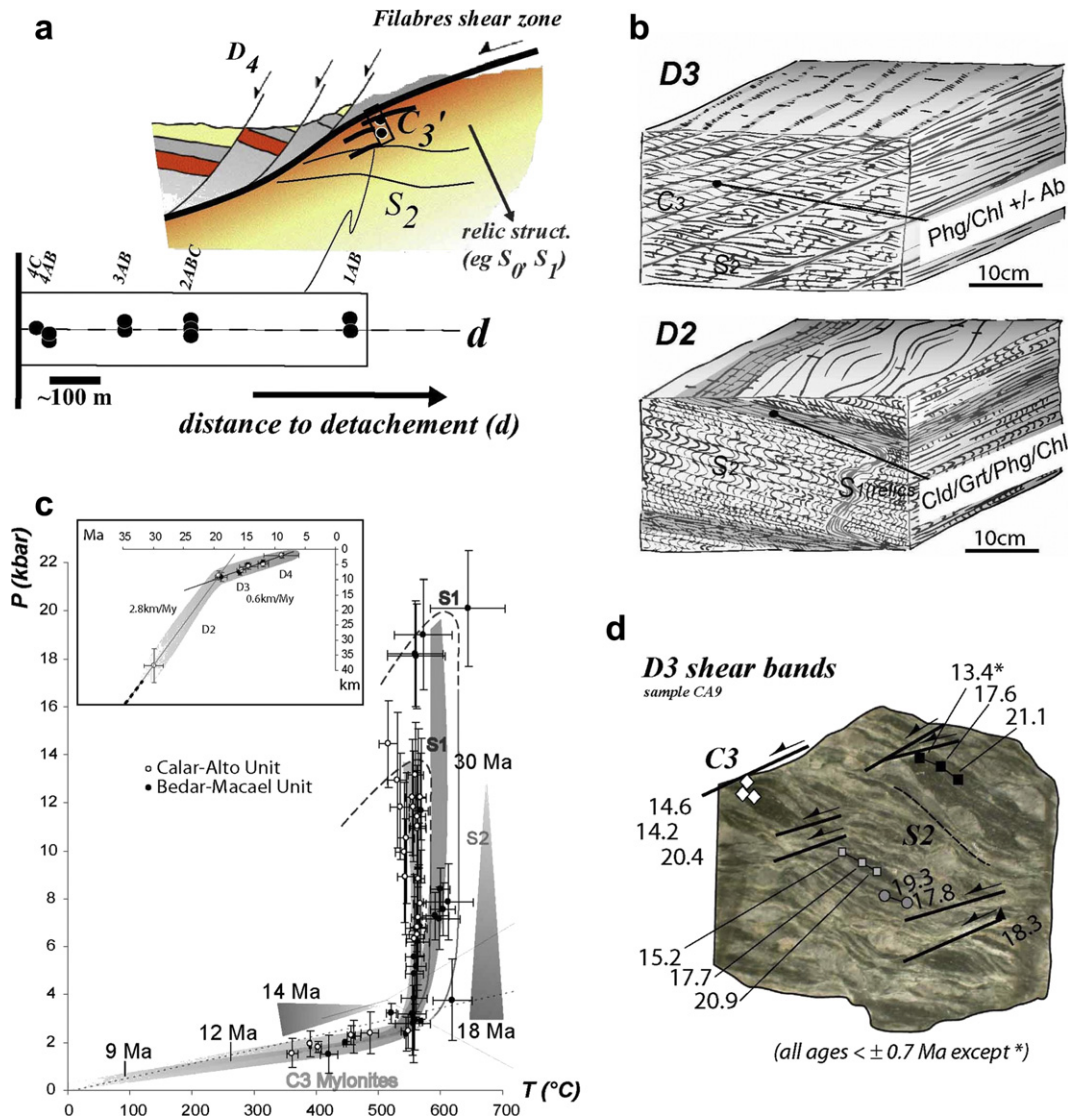 a
Filabres shear zone
D4
C3'
S2
relic struct.
(eg S0, S1)
4C
4AB
3AB
2ABC
1AB
d
~100 m
distance to detachement (d)
b
D3
C3
S2
Phg/Chl +/- Ab
10cm
D2
S2
S1(relics
Cld/Grt/Phg/Chl
10cm
c
P (kbar)
22
20
18
16
14
12
10
8
6
4
2
0
0
100
200
300
400
500
600
700
T (°C)
Ma
35
30
25
20
15
10
5
0
0
5
10
15
20
25
30
35
40
km
2.8km/My
D2
D3
0.6km/My
D4
Calar-Alto Unit
Bedar-Macael Unit
S1
S1
30 Ma
S2
18 Ma
14 Ma
12 Ma
9 Ma
C3 Mylonites
d
D3 shear bands
sample CA9
13.4*
17.6
21.1
C3
14.6
14.2
20.4
S2
19.3
17.8
18.3
15.2
17.7
20.9
(all ages < ± 0.7 Ma except *)